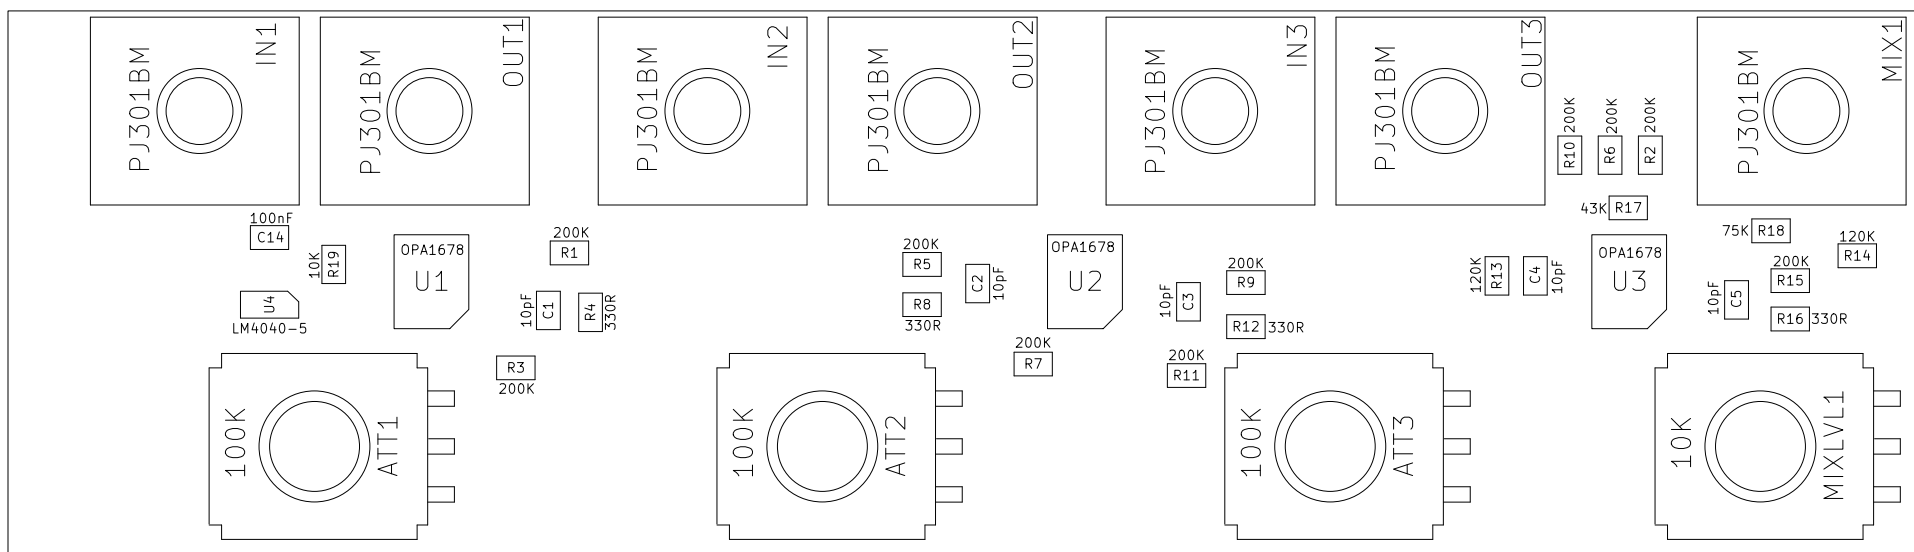 PJ301BM
IN1
PJ301BM
OUT1
PJ301BM
IN2
PJ301BM
OUT2
PJ301BM
IN3
PJ301BM
OUT3
200K
R10
200K
R6
200K
R2
PJ301BM
MIX1
43K
R17
100nF
C14
10K
R19
OPA1678
U1
200K
R1
200K
R5
C2
10pF
OPA1678
U2
200K
R9
120K
R13
C4
10pF
OPA1678
U3
75K
R18
120K
R14
200K
R15
U4
LM4040-5
10pF
C1
R4
330R
R8
330R
10pF
C3
R12
330R
10pF
C5
R16
330R
R3
200K
200K
R7
200K
R11
100K
ATT1
100K
ATT2
100K
ATT3
10K
MIXLVL1